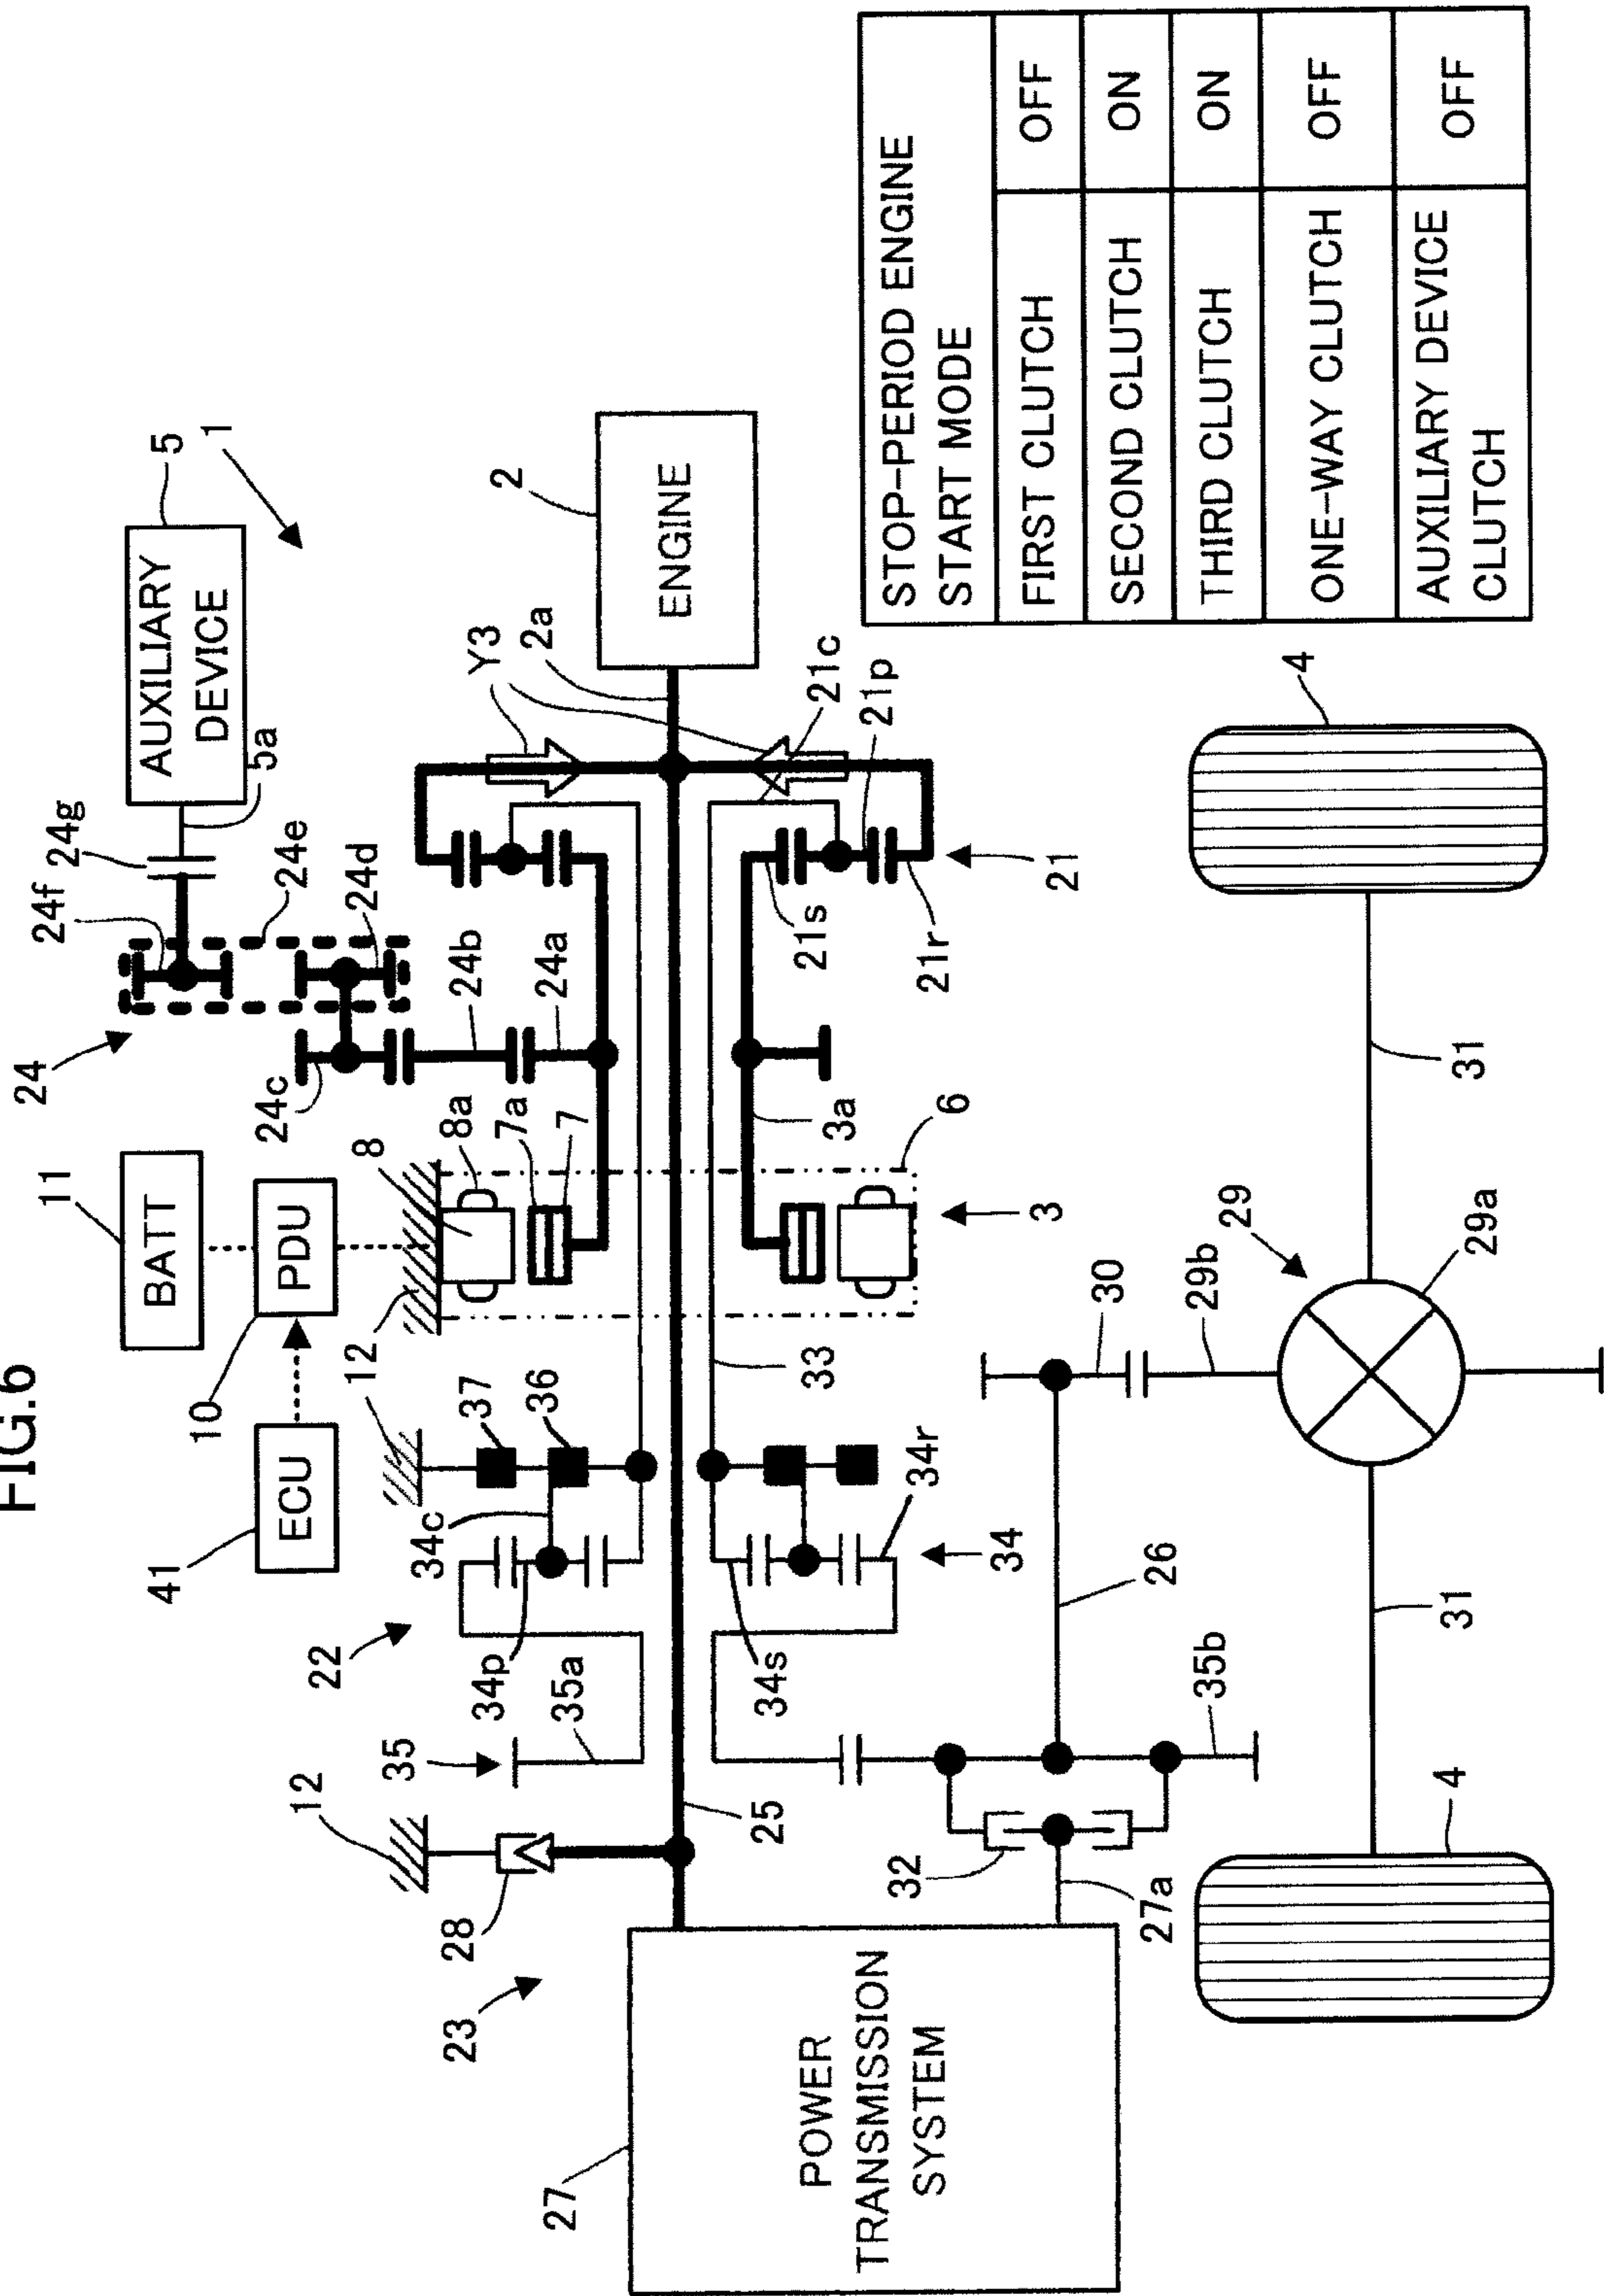 FIG.6
11
BATT
10
PDU
41
ECU
24
24f
24g
5
AUXILIARY
DEVICE
5a
1
24e
24d
24c
24b
24a
8
8a
7a
7
12
12
12
37
36
34c
22
34p
35
35a
28
23
2
ENGINE
2a
Y3
21c
21p
21s
21r
21
3a
6
3
33
34r
34
34s
25
27
POWER
TRANSMISSION
SYSTEM
32
27a
26
35b
30
29b
29
29a
31
31
4
4
STOP-PERIOD ENGINE
START MODE
FIRST CLUTCH OFF
SECOND CLUTCH ON
THIRD CLUTCH ON
ONE-WAY CLUTCH OFF
AUXILIARY DEVICE
CLUTCH OFF